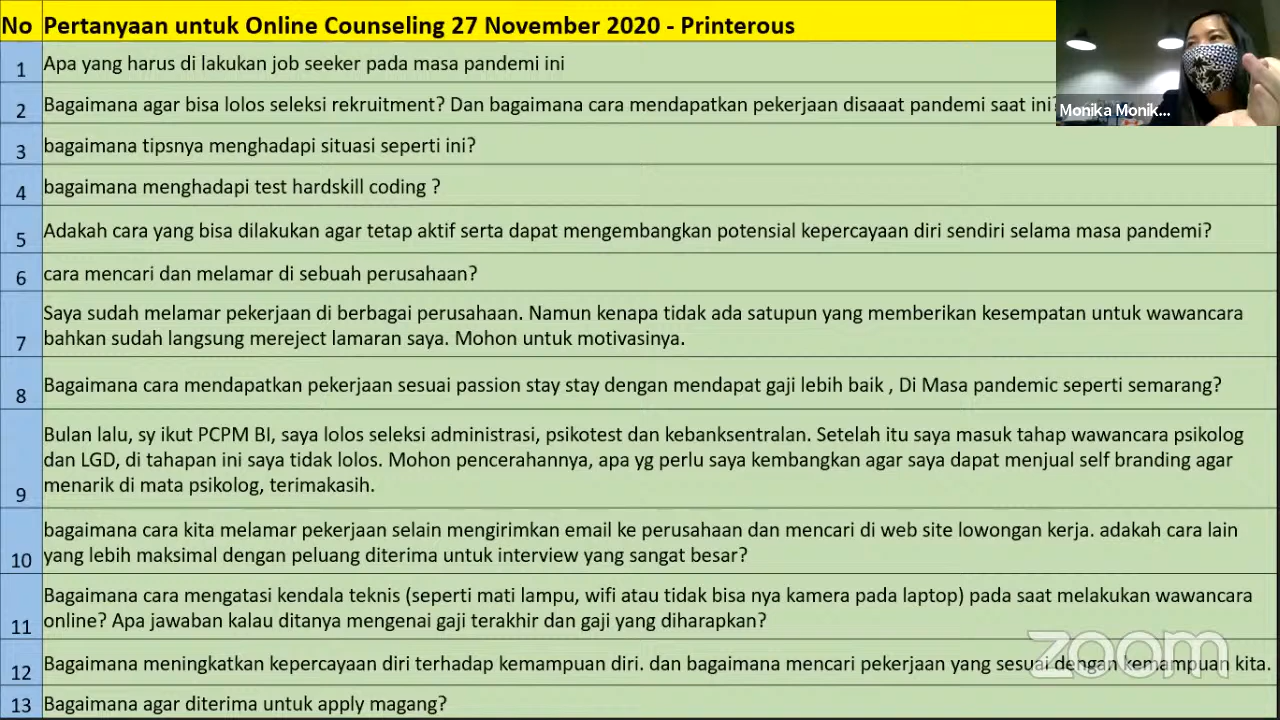 No Pertanyaan untuk Online Counseling 27 November 2020 - Printerous
1 Apa yang harus di lakukan job seeker pada masa pandemi ini
2 Bagaimana agar bisa lolos seleksi rekruitment? Dan bagaimana cara mendapatkan pekerjaan disaaat pandemi saat ini?
Monika Monik...
3 bagaimana tipsnya menghadapi situasi seperti ini?
4 bagaimana menghadapi test hardskill coding ?
5 Adakah cara yang bisa dilakukan agar tetap aktif serta dapat mengembangkan potensial kepercayaan diri sendiri selama masa pandemi?
6 cara mencari dan melamar di sebuah perusahaan?
Saya sudah melamar pekerjaan di berbagai perusahaan. Namun kenapa tidak ada satupun yang memberikan kesempatan untuk wawancara
7 bahkan sudah langsung mereject lamaran saya. Mohon untuk motivasinya.
8 Bagaimana cara mendapatkan pekerjaan sesuai passion stay stay dengan mendapat gaji lebih baik , Di Masa pandemic seperti semarang?
Bulan lalu, sy ikut PCPM BI, saya lolos seleksi administrasi, psikotest dan kebanksentralan. Setelah itu saya masuk tahap wawancara psikolog
dan LGD, di tahapan ini saya tidak lolos. Mohon pencerahannya, apa yg perlu saya kembangkan agar saya dapat menjual self branding agar
9 menarik di mata psikolog, terimakasih.
bagaimana cara kita melamar pekerjaan selain mengirimkan email ke perusahaan dan mencari di web site lowongan kerja. adakah cara lain
10 yang lebih maksimal dengan peluang diterima untuk interview yang sangat besar?
Bagaimana cara mengatasi kendala teknis (seperti mati lampu, wifi atau tidak bisa nya kamera pada laptop) pada saat melakukan wawancara
11 online? Apa jawaban kalau ditanya mengenai gaji terakhir dan gaji yang diharapkan?
12 Bagaimana meningkatkan kepercayaan diri terhadap kemampuan diri. dan bagaimana mencari pekerjaan yang sesuai dengan kemampuan kita.
zoom
13 Bagaimana agar diterima untuk apply magang?